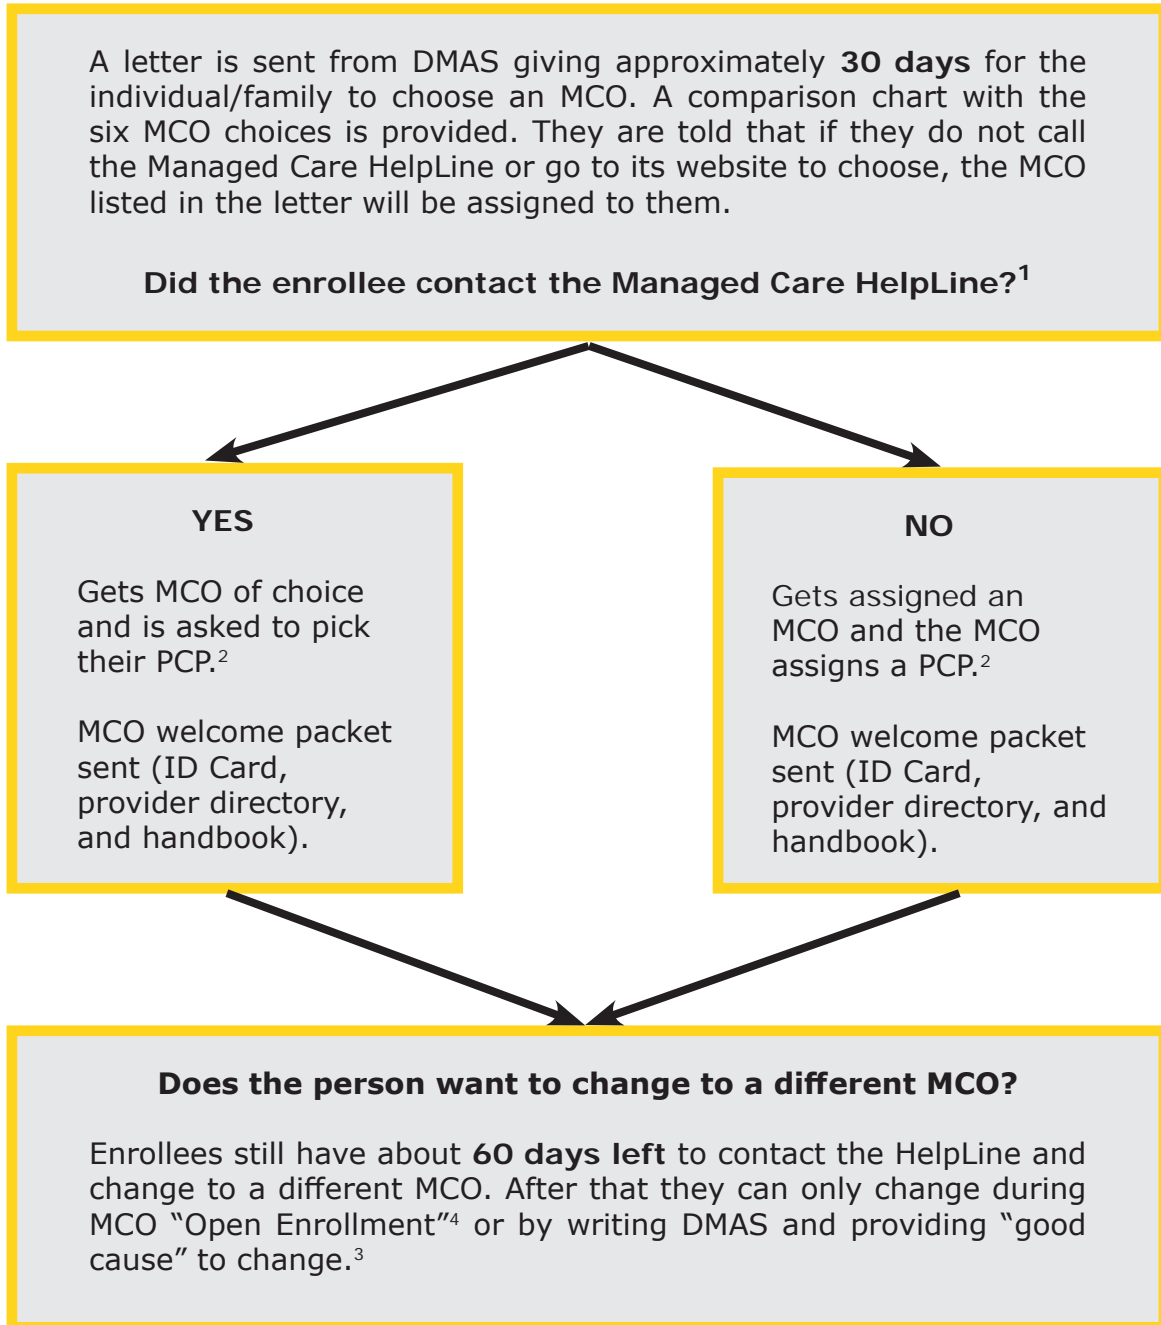 A letter is sent from DMAS giving approximately 30 days for the
individual/family to choose an MCO. A comparison chart with the
six MCO choices is provided. They are told that if they do not call
the Managed Care HelpLine or go to its website to choose, the MCO
listed in the letter will be assigned to them.
Did the enrollee contact the Managed Care HelpLine?¹
YES
Gets MCO of choice
and is asked to pick
their PCP.²
MCO welcome packet
sent (ID Card,
provider directory,
and handbook).
NO
Gets assigned an
MCO and the MCO
assigns a PCP.²
MCO welcome packet
sent (ID Card,
provider directory, and
handbook).
Does the person want to change to a different MCO?
Enrollees still have about 60 days left to contact the HelpLine and
change to a different MCO. After that they can only change during
MCO “Open Enrollment”⁴ or by writing DMAS and providing “good
cause” to change.³